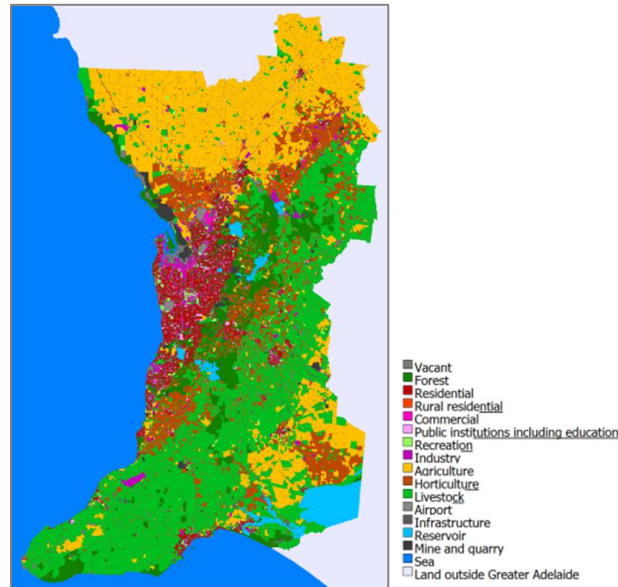 Vacant
Forest
Residential
Rural residential
Commercial
Public institutions including education
Recreation
Industry
Agriculture
Horticulture
Livestock
Airport
Infrastructure
Reservoir
Mine and quarry
Sea
Land outside Greater Adelaide